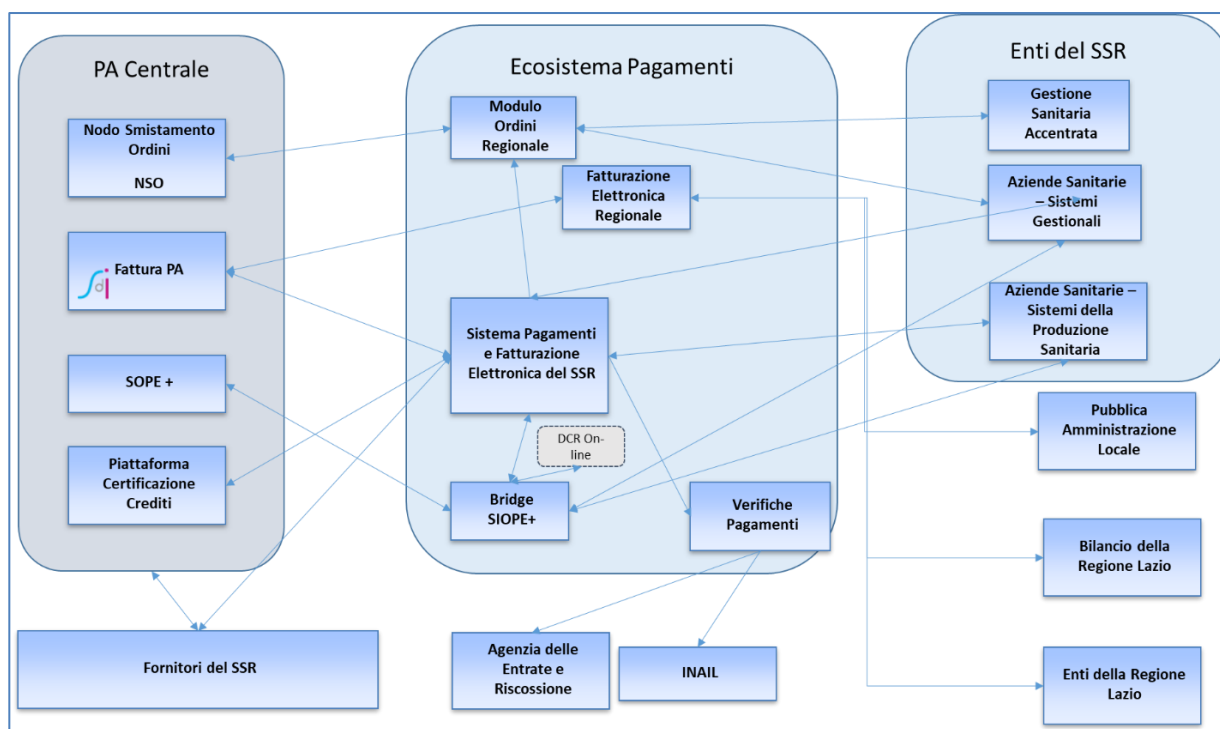 PA Centrale
Nodo Smistamento
Ordini
NSO
Fattura PA
Sdi
SOPE +
Piattaforma
Certificazione
Crediti
Fornitori del SSR
Ecosistema Pagamenti
Modulo
Ordini
Regionale
Fatturazione
Elettronica
Regionale
Sistema Pagamenti
e Fatturazione
Elettronica del SSR
DCR On-
line
Bridge
SIOPE+
Verifiche
Pagamenti
Agenzia delle
Entrate e
Riscossione
INAIL
Enti del SSR
Gestione
Sanitaria
Accentrata
Aziende Sanitarie
– Sistemi
Gestionali
Aziende Sanitarie –
Sistemi della
Produzione
Sanitaria
Pubblica
Amministrazione
Locale
Bilancio della
Regione Lazio
Enti della Regione
Lazio